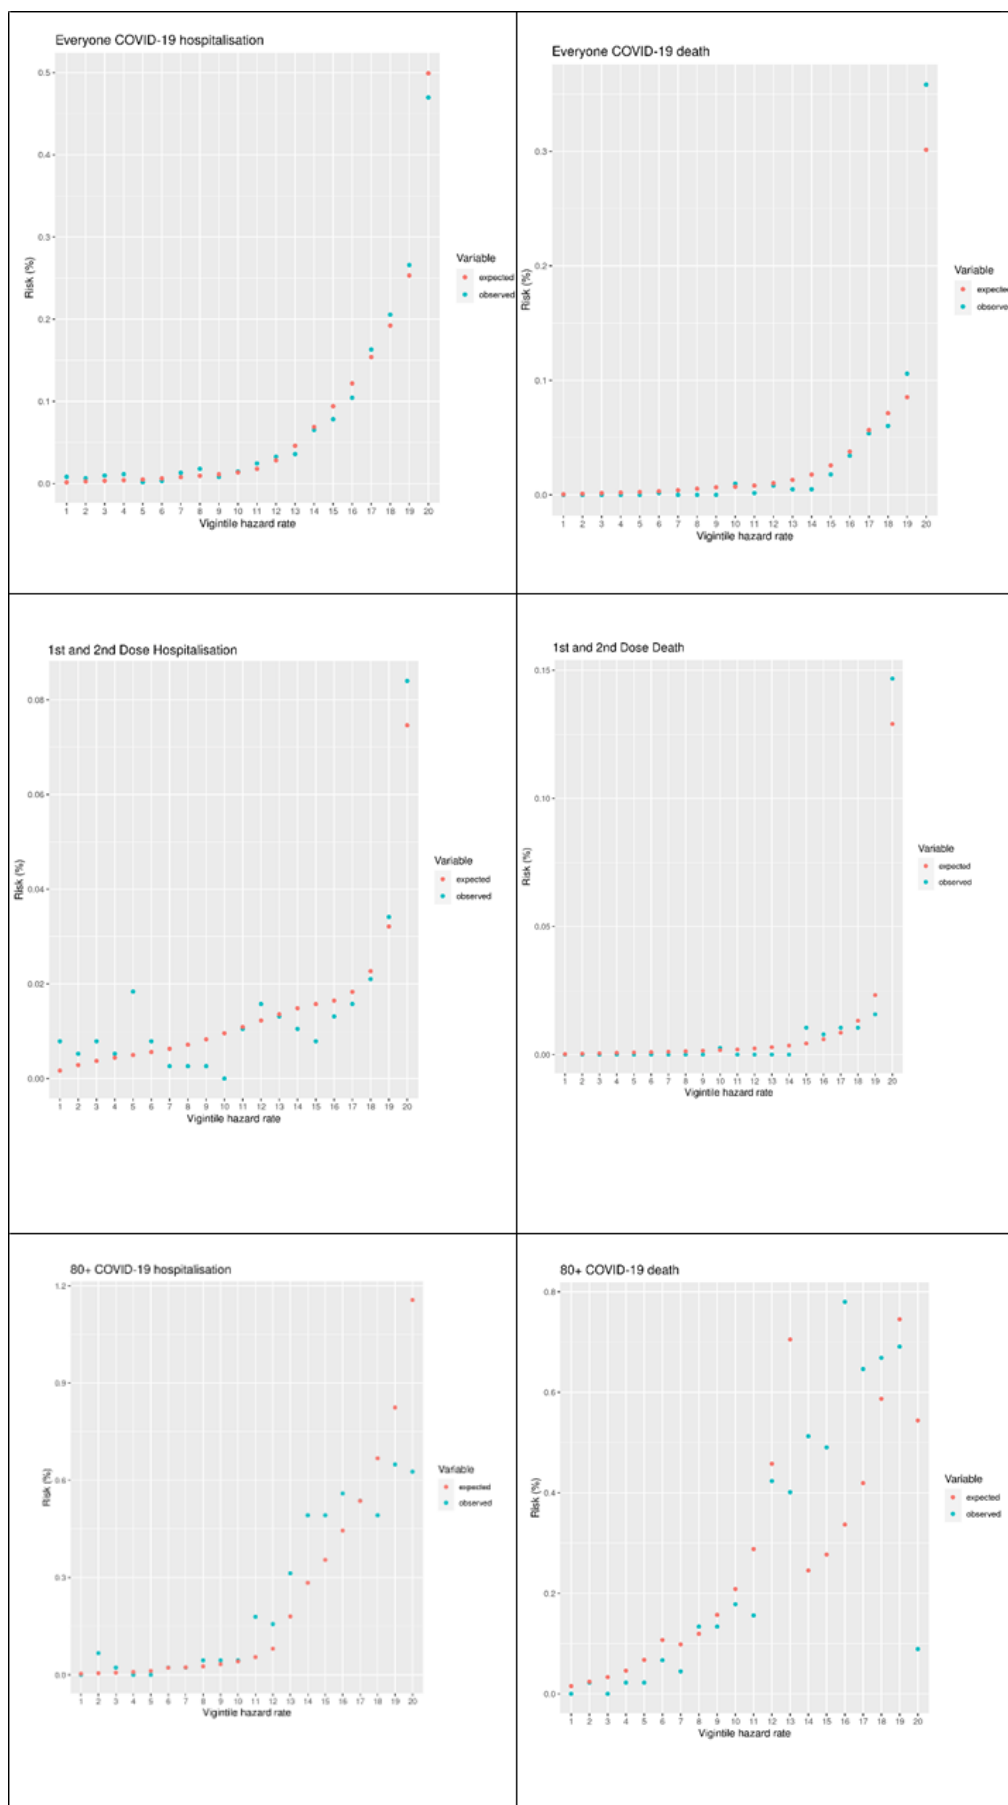 Everyone COVID-19 hospitalisation
0.5
0.4
0.3
0.2
0.1
0.0
Risk (%)
1 2 3 4 5 6 7 8 9 10 11 12 13 14 15 16 17 18 19 20
Vigintile hazard rate
Variable
expected
observed
Everyone COVID-19 death
0.3
0.2
0.1
0.0
Risk (%)
1 2 3 4 5 6 7 8 9 10 11 12 13 14 15 16 17 18 19 20
Vigintile hazard rate
Variable
expected
observed
1st and 2nd Dose Hospitalisation
0.08
0.06
0.04
0.02
0.00
Risk (%)
1 2 3 4 5 6 7 8 9 10 11 12 13 14 15 16 17 18 19 20
Vigintile hazard rate
Variable
expected
observed
1st and 2nd Dose Death
0.15
0.10
0.05
0.00
Risk (%)
1 2 3 4 5 6 7 8 9 10 11 12 13 14 15 16 17 18 19 20
Vigintile hazard rate
Variable
expected
observed
80+ COVID-19 hospitalisation
1.2
0.9
0.6
0.3
0.0
Risk (%)
1 2 3 4 5 6 7 8 9 10 11 12 13 14 15 16 17 18 19 20
Vigintile hazard rate
Variable
expected
observed
80+ COVID-19 death
0.8
0.6
0.4
0.2
0.0
Risk (%)
1 2 3 4 5 6 7 8 9 10 11 12 13 14 15 16 17 18 19 20
Vigintile hazard rate
Variable
expected
observed